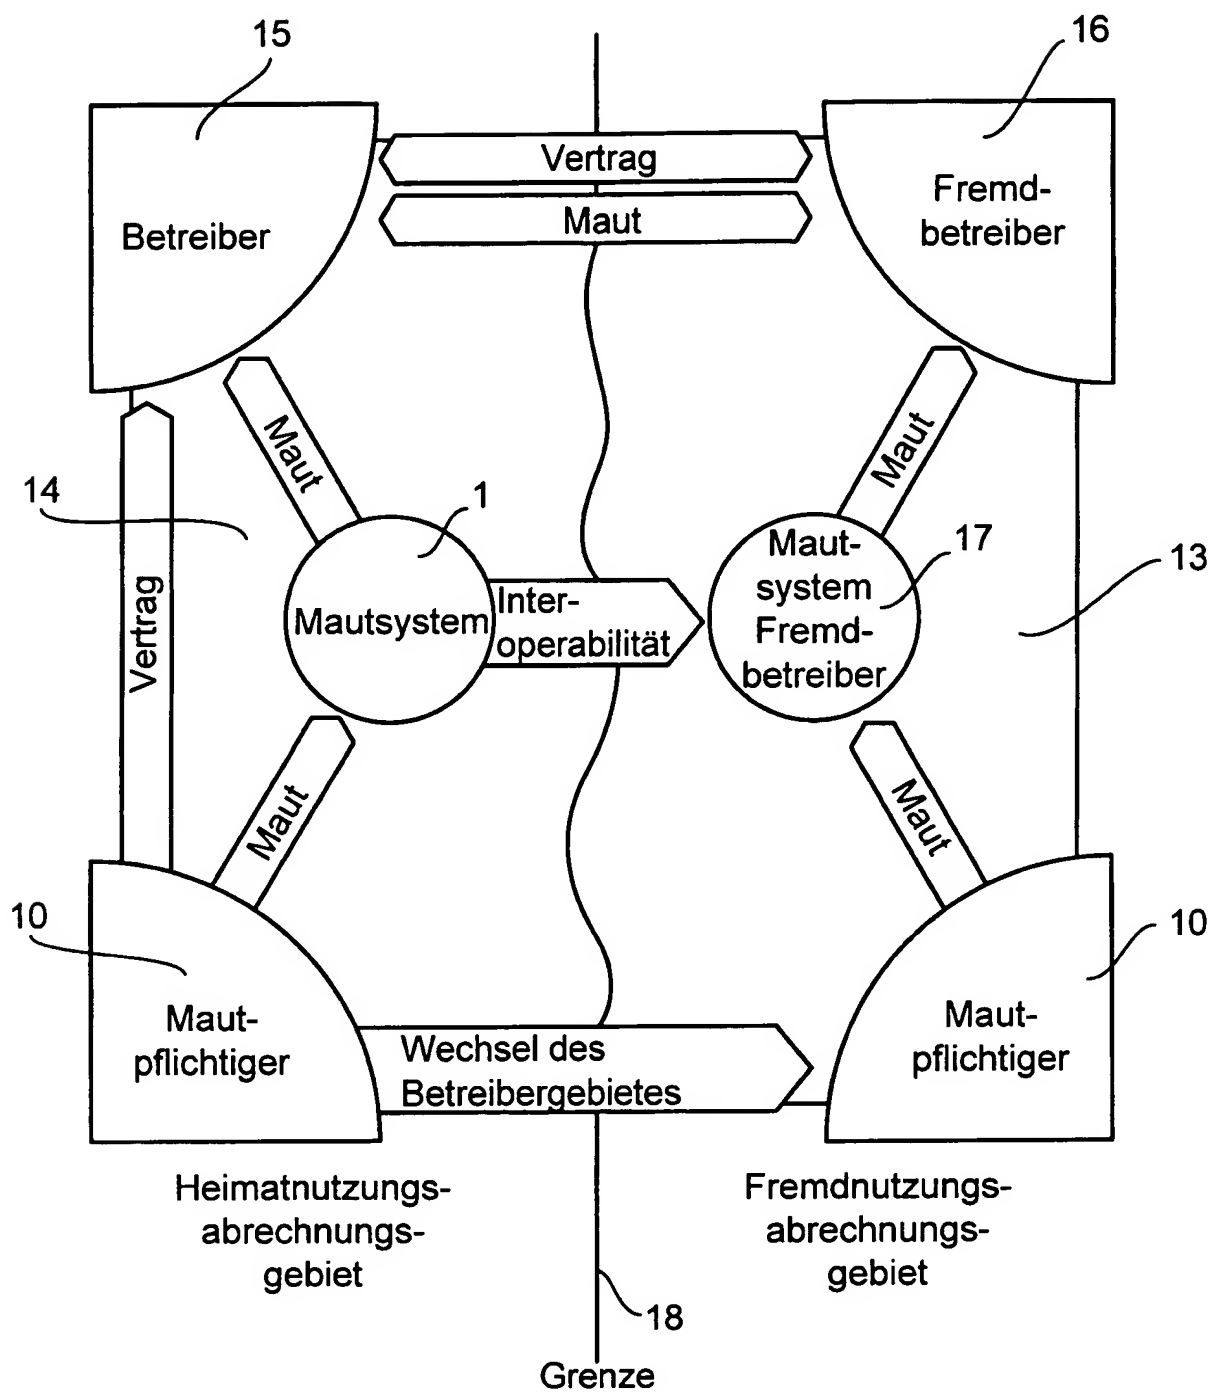 15
16
Vertrag
Maut
Betreiber
Fremd-
betreiber
Maut
Maut
14
1
17
13
Vertrag
Mautsystem
Inter-
operabilität
Maut-
system
Fremd-
betreiber
Maut
Maut
10
10
Maut-
pflichtiger
Wechsel des
Betreibergebietes
Maut-
pflichtiger
Heimatnutzungs-
abrechnungs-
gebiet
Fremdnutzungs-
abrechnungs-
gebiet
18
Grenze